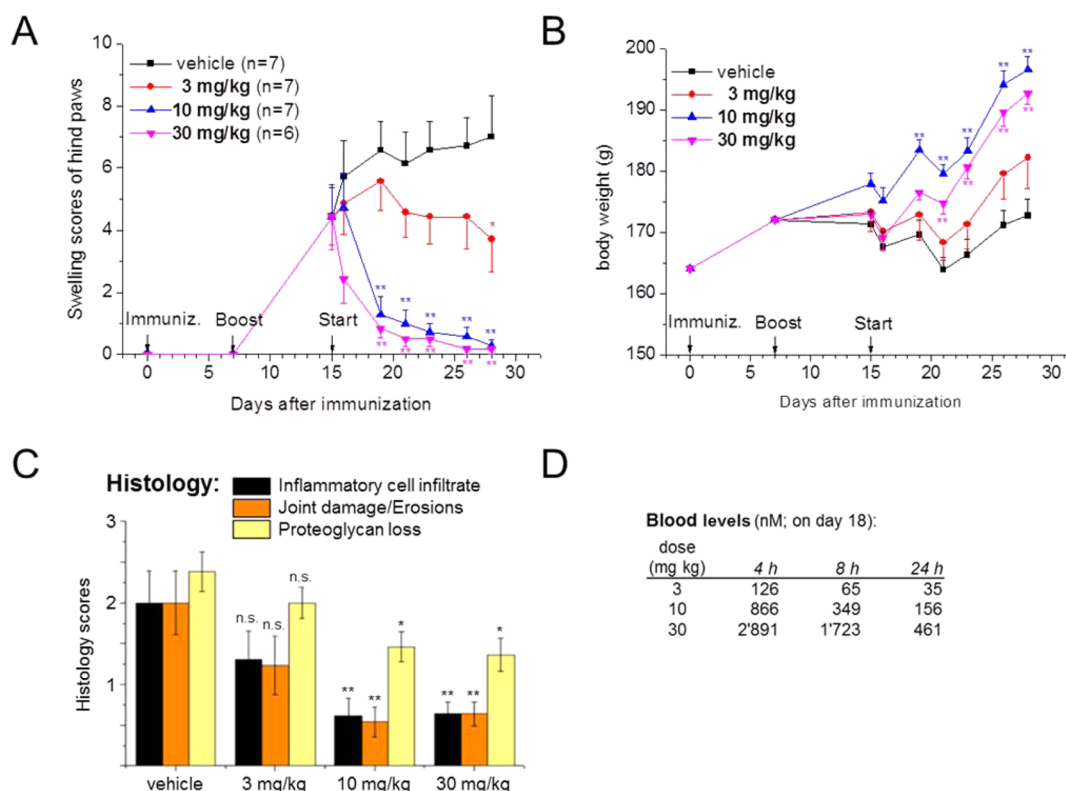 A
10
8
6
4
2
0
Swelling scores of hind paws
vehicle (n=7)
3 mg/kg (n=7)
10 mg/kg (n=7)
30 mg/kg (n=6)
*
** ** ** ** **
** ** ** ** **
Immuniz. Boost Start
0 5 10 15 20 25 30
Days after immunization
B
200
190
180
170
160
150
body weight (g)
vehicle
3 mg/kg
10 mg/kg
30 mg/kg
** ** ** **
** ** ** **
Immuniz. Boost Start
0 5 10 15 20 25 30
Days after immunization
C
Histology:
Inflammatory cell infiltrate
Joint damage/Erosions
Proteoglycan loss
3
2
1
Histology scores
n.s. n.s. n.s.
** ** *
** ** *
vehicle 3 mg/kg 10 mg/kg 30 mg/kg
D
Blood levels (nM; on day 18):
dose
(mg kg) 4 h 8 h 24 h
3 126 65 35
10 866 349 156
30 2'891 1'723 461